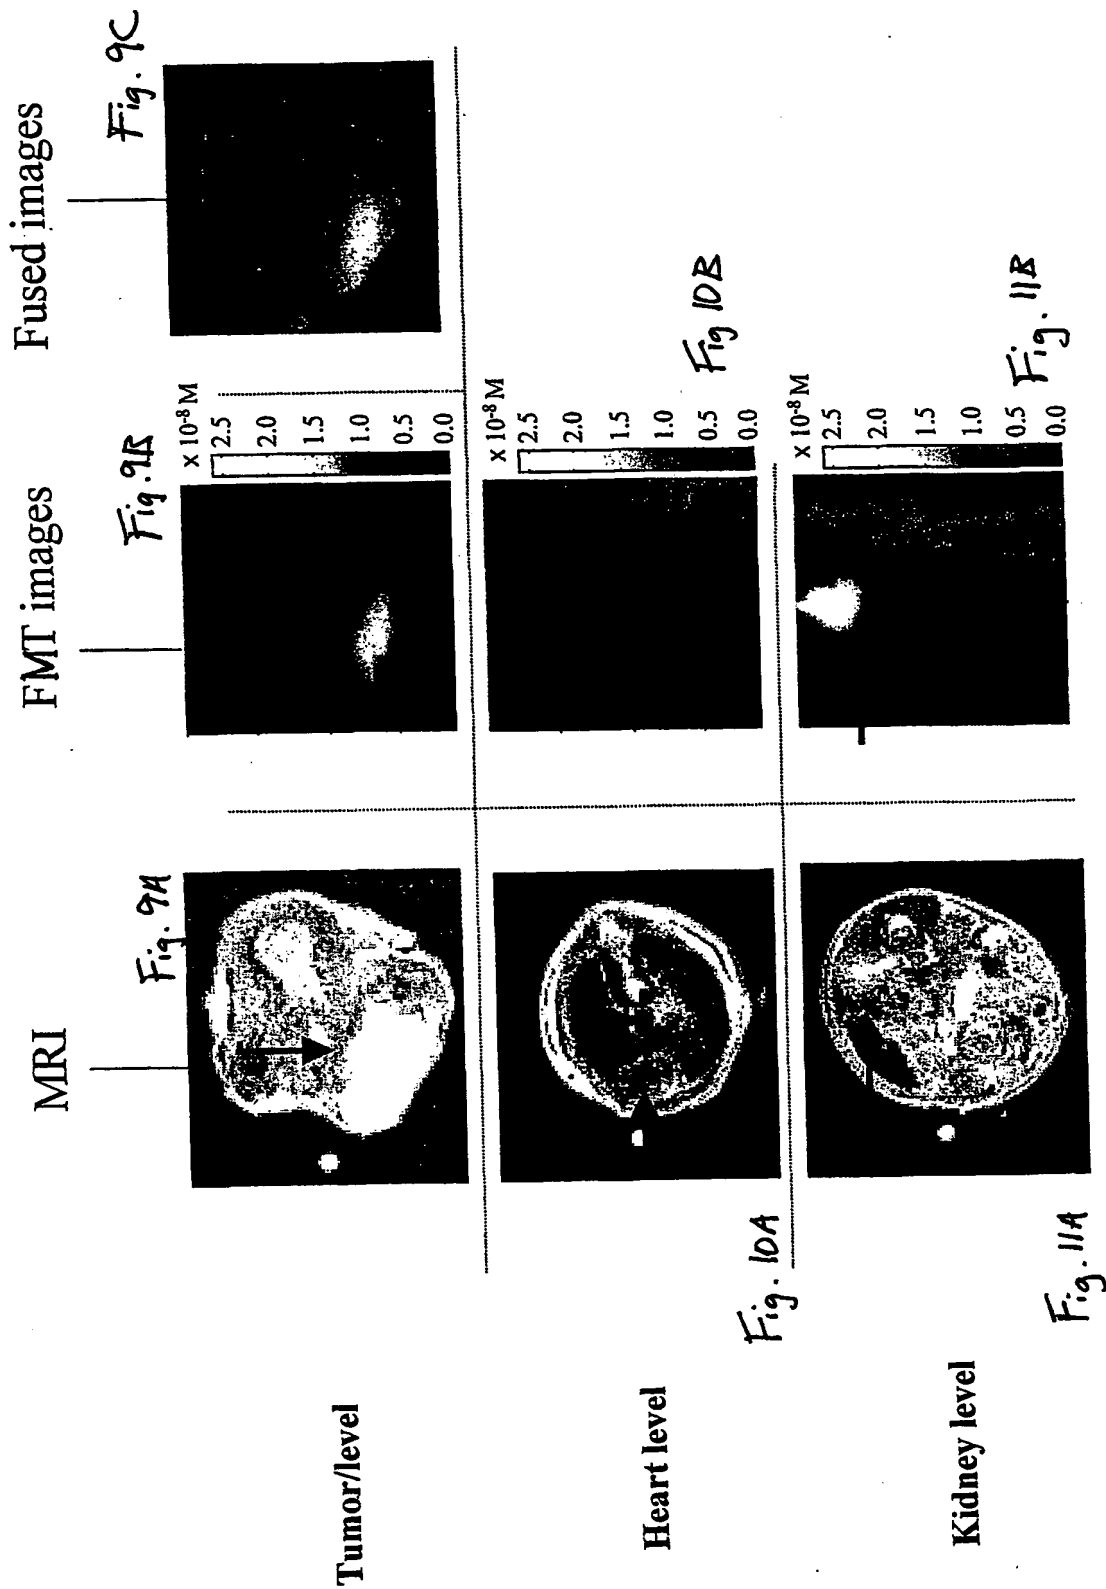 MRI
FMT images
Fused images
Tumor/level
Fig. 9A
Fig. 9B
x 10-8 M
2.5
2.0
1.5
1.0
0.5
0.0
Fig. 9C
Heart level
Fig. 10A
x 10-8 M
2.5
2.0
1.5
1.0
0.5
0.0
Fig 10B
Kidney level
Fig. 11A
x 10-8 M
2.5
2.0
1.5
1.0
0.5
0.0
Fig. 11B